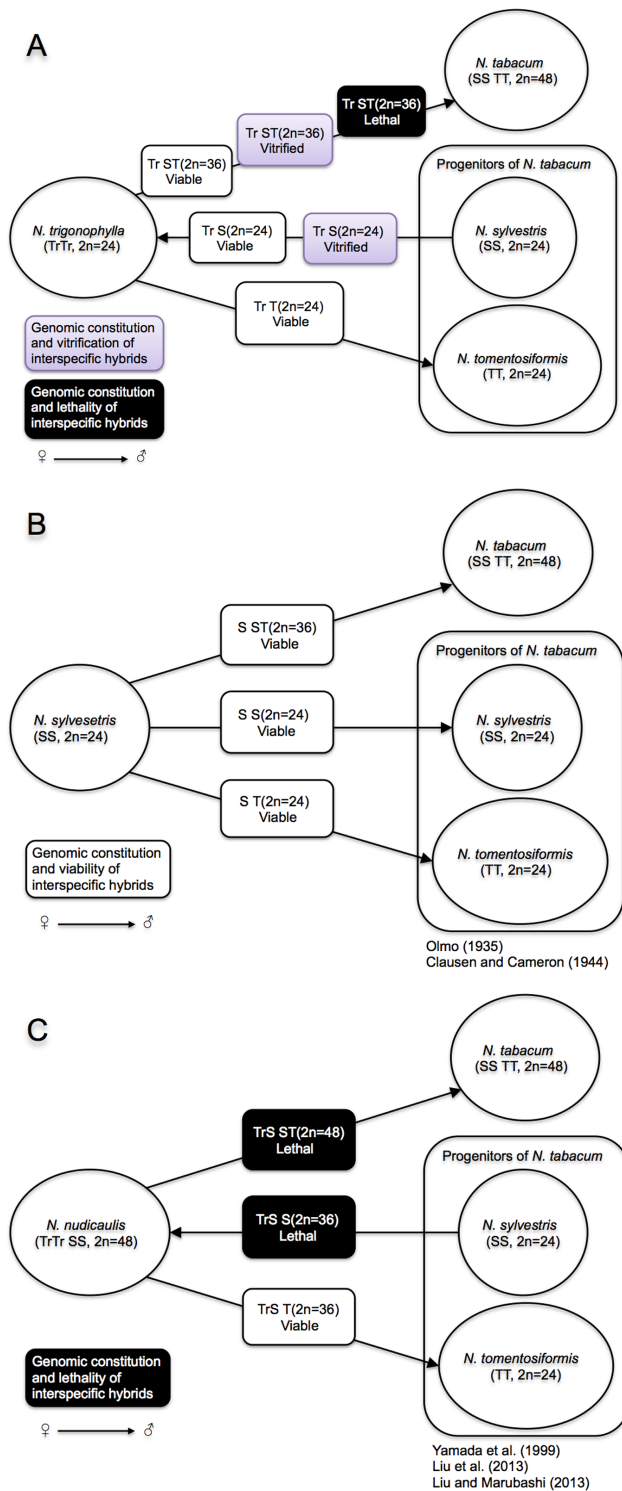 A
N. tabacum
(SS TT, 2n=48)
Tr ST(2n=36)
Lethal
Tr ST(2n=36)
Vitrified
Tr ST(2n=36)
Viable
Progenitors of N. tabacum
N. trigonophylla
(TrTr, 2n=24)
Tr S(2n=24)
Viable
Tr S(2n=24)
Vitrified
N. sylvestris
(SS, 2n=24)
Tr T(2n=24)
Viable
N. tomentosiformis
(TT, 2n=24)
Genomic constitution
and vitrification of
interspecific hybrids
Genomic constitution
and lethality of
interspecific hybrids
♀ ⟶ ♂
B
N. tabacum
(SS TT, 2n=48)
S ST(2n=36)
Viable
Progenitors of N. tabacum
N. sylvesetris
(SS, 2n=24)
S S(2n=24)
Viable
N. sylvestris
(SS, 2n=24)
S T(2n=24)
Viable
N. tomentosiformis
(TT, 2n=24)
Genomic constitution
and viability of
interspecific hybrids
♀ ⟶ ♂
Olmo (1935)
Clausen and Cameron (1944)
C
N. tabacum
(SS TT, 2n=48)
TrS ST(2n=48)
Lethal
Progenitors of N. tabacum
N. nudicaulis
(TrTr SS, 2n=48)
TrS S(2n=36)
Lethal
N. sylvestris
(SS, 2n=24)
TrS T(2n=36)
Viable
N. tomentosiformis
(TT, 2n=24)
Genomic constitution
and lethality of
interspecific hybrids
♀ ⟶ ♂
Yamada et al. (1999)
Liu et al. (2013)
Liu and Marubashi (2013)